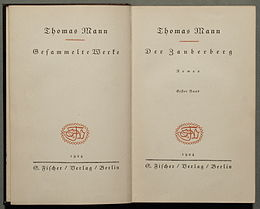 Thomas Mann
Gesammelte Werke
1924
S. Fischer / Verlag / Berlin
Thomas Mann
Der Zauberberg
Roman
Erster Band
1924
S. Fischer / Verlag / Berlin